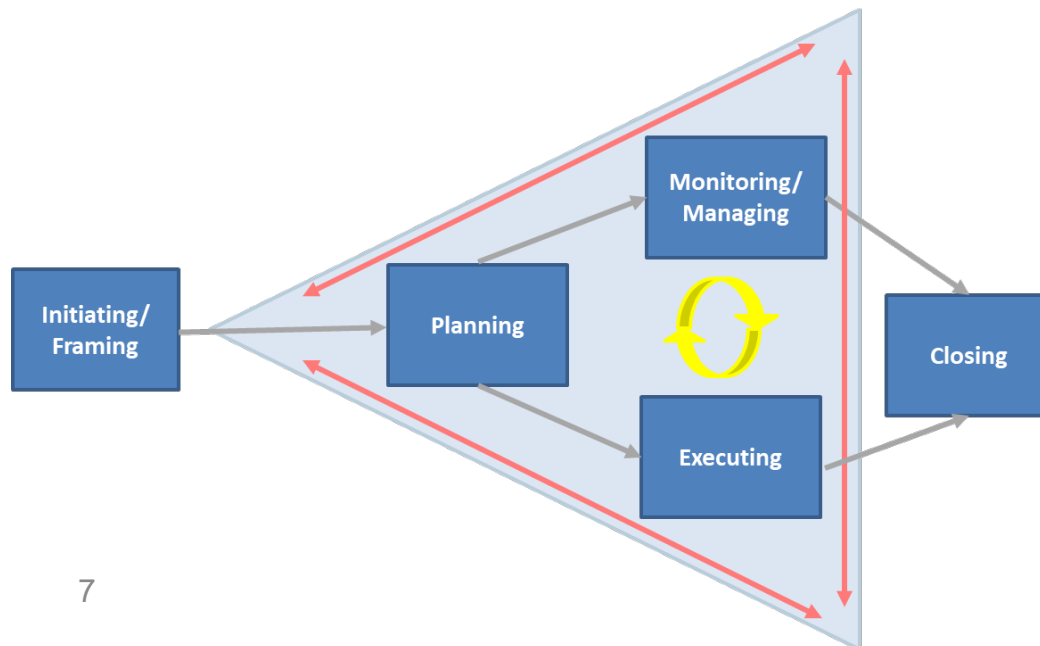 Initiating/
Framing
Planning
Monitoring/
Managing
Executing
Closing
7